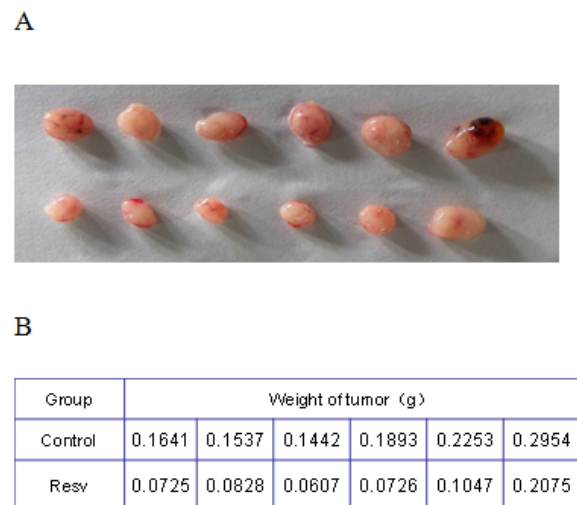 A
B
Group Weight of tumor (g)
Control 0.1641 0.1537 0.1442 0.1893 0.2253 0.2954
Resv 0.0725 0.0828 0.0607 0.0726 0.1047 0.2075